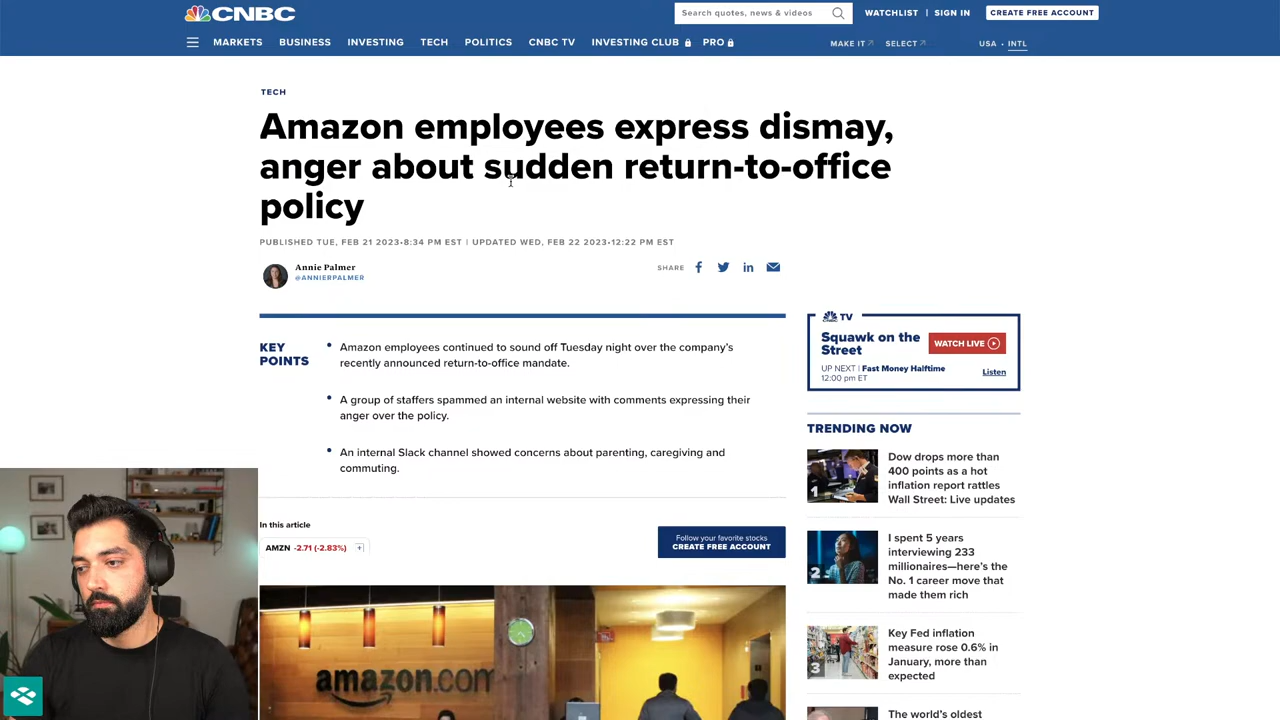 CNBC
Search quotes, news & videos
WATCHLIST | SIGN IN
CREATE FREE ACCOUNT
MARKETS
BUSINESS
INVESTING
TECH
POLITICS
CNBC TV
INVESTING CLUB
PRO
MAKE IT
SELECT
USA • INTL
TECH
Amazon employees express dismay,
anger about sudden return-to-office
policy
PUBLISHED TUE, FEB 21 2023•8:34 PM EST | UPDATED WED, FEB 22 2023•12:22 PM EST
Annie Palmer
@ANNIERPALMER
SHARE
KEY
POINTS
• Amazon employees continued to sound off Tuesday night over the company's
recently announced return-to-office mandate.
• A group of staffers spammed an internal website with comments expressing their
anger over the policy.
• An internal Slack channel showed concerns about parenting, caregiving and
commuting.
In this article
AMZN -2.71 (-2.83%) +
Follow your favorite stocks
CREATE FREE ACCOUNT
amazon.com
CNBC TV
Squawk on the
Street
WATCH LIVE
UP NEXT | Fast Money Halftime
12:00 pm ET
Listen
TRENDING NOW
1
Dow drops more than
400 points as a hot
inflation report rattles
Wall Street: Live updates
2
I spent 5 years
interviewing 233
millionaires—here's the
No. 1 career move that
made them rich
3
Key Fed inflation
measure rose 0.6% in
January, more than
expected
The world's oldest